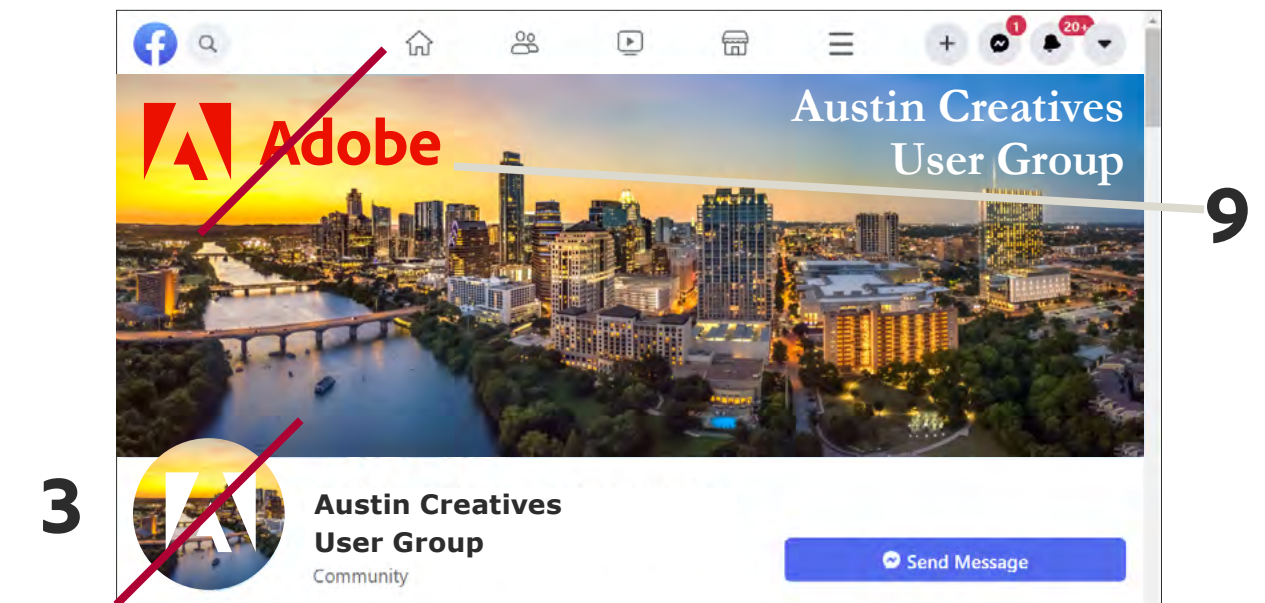 1
20+
Adobe
Austin Creatives
User Group
9
3
Austin Creatives
User Group
Community
Send Message